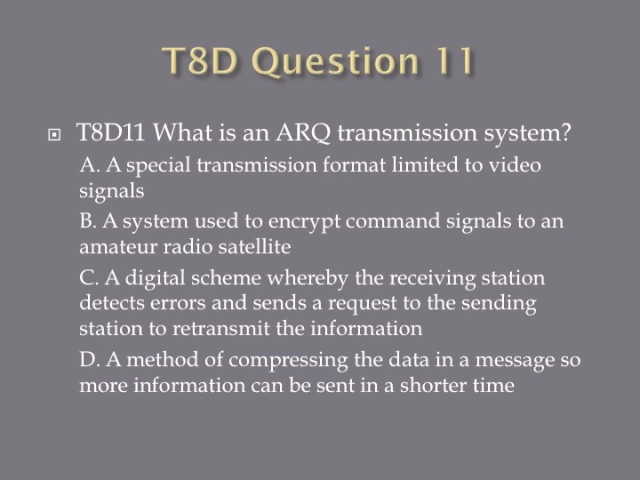 T8D Question 11
T8D11 What is an ARQ transmission system?
A. A special transmission format limited to video
signals
B. A system used to encrypt command signals to an
amateur radio satellite
C. A digital scheme whereby the receiving station
detects errors and sends a request to the sending
station to retransmit the information
D. A method of compressing the data in a message so
more information can be sent in a shorter time